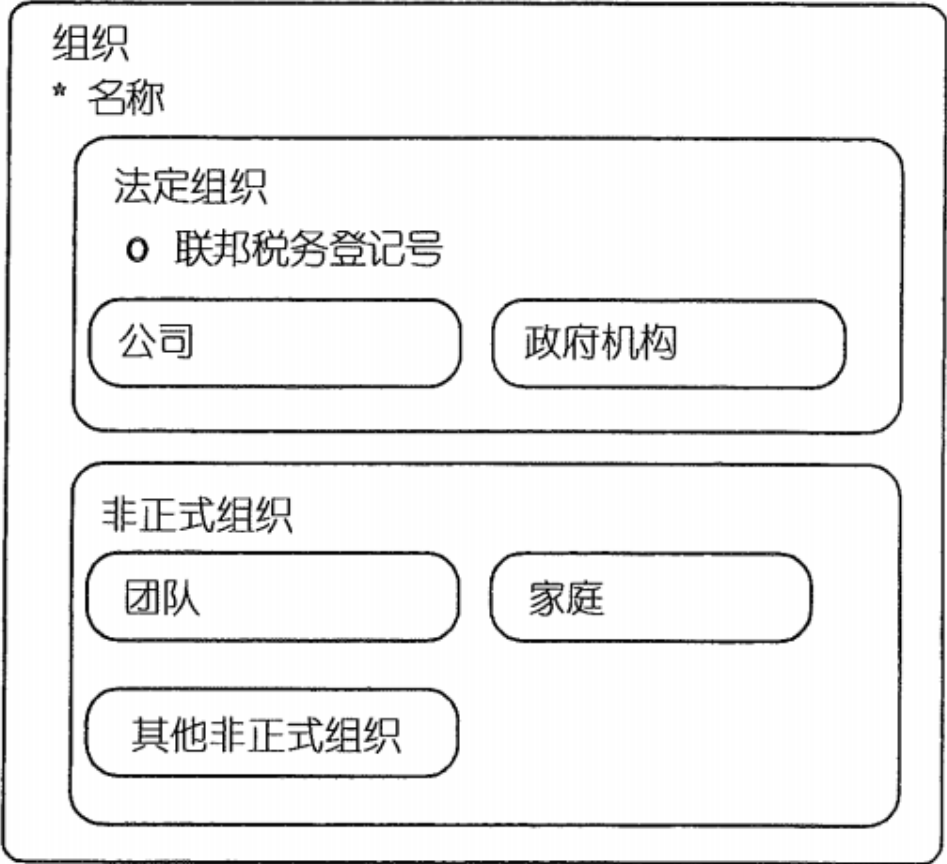 组织
* 名称
法定组织
o 联邦税务登记号
公司
政府机构
非正式组织
团队
家庭
其他非正式组织